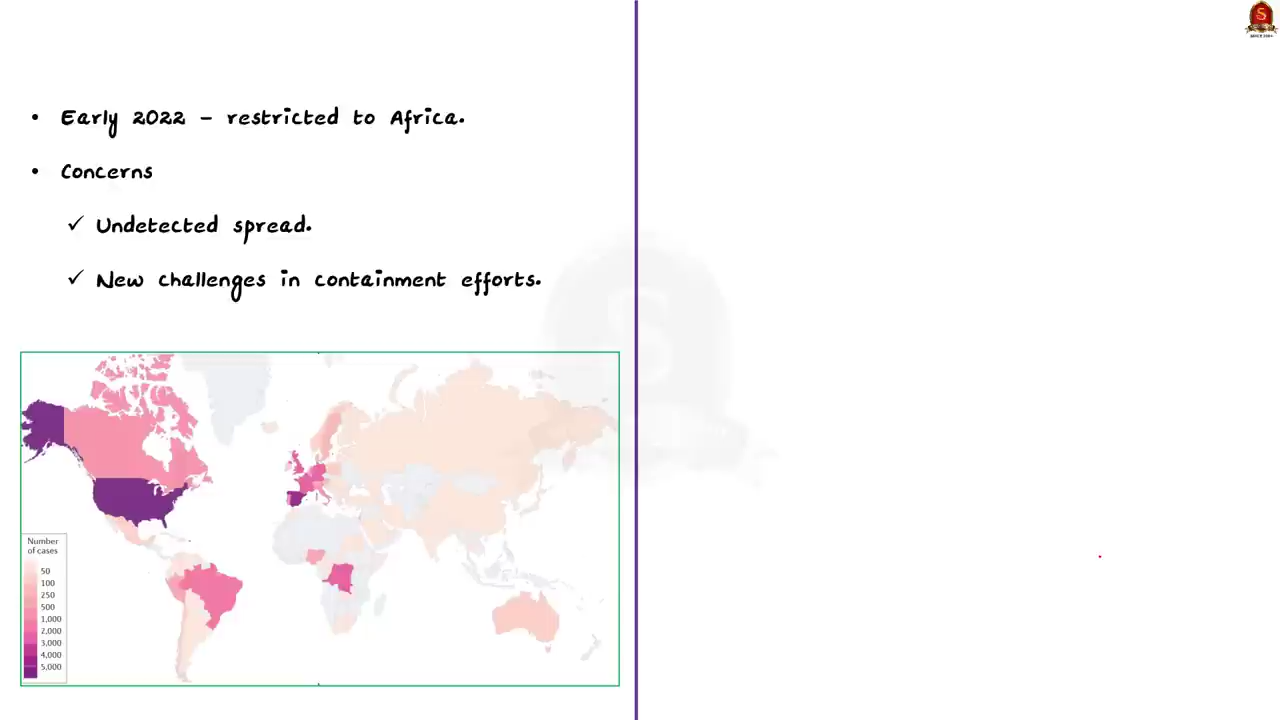 • Early 2022 – restricted to Africa.
• Concerns
✓ Undetected spread.
✓ New challenges in containment efforts.
Number
of cases
50
100
250
500
1,000
2,000
3,000
4,000
5,000
S
S